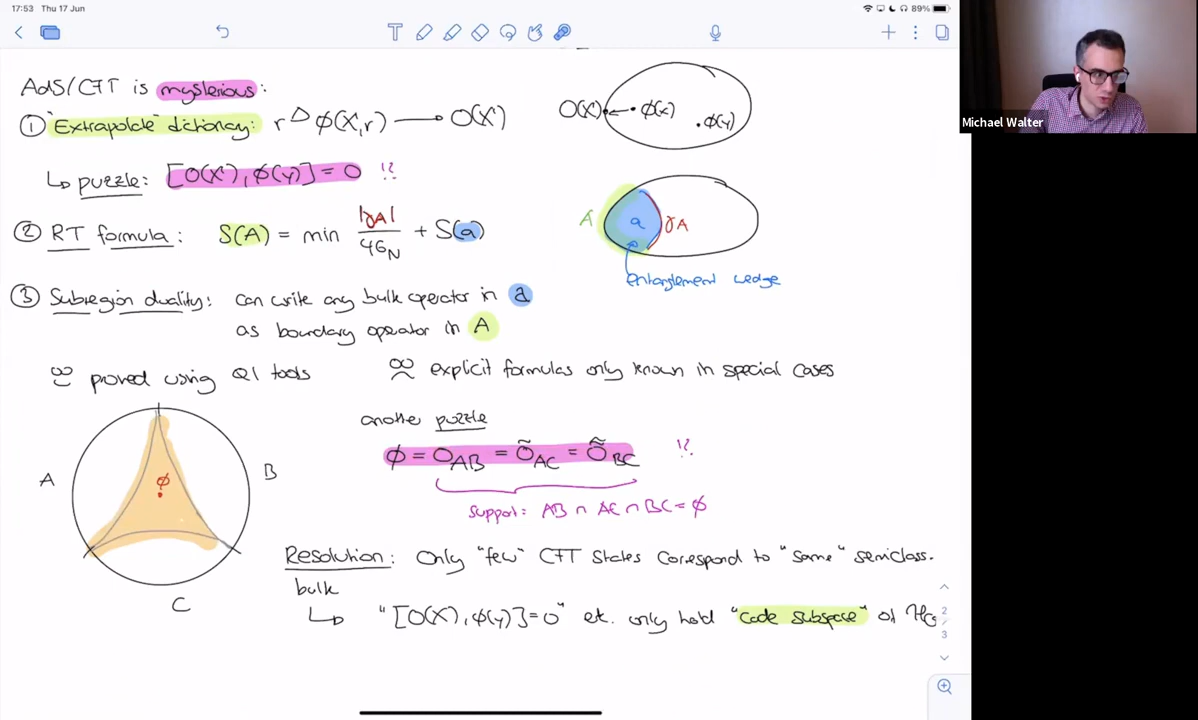 17:53 Thu 17 Jun
89%
AdS/CFT is mysterious:
① "Extrapolate" dictionary: r^Δ φ(X,r) → O(X)
O(X) ← φ(x)
φ(y)
↳ puzzle: [O(X), φ(y)] = 0 !?
② RT formula: S(A) = min |γA| / 4G_N + S(a)
A
a
γA
entanglement wedge
③ Subregion duality: can write any bulk operator in a
as boundary operator in A
proved using QI tools
explicit formulas only known in special cases
another puzzle
φ = O_AB = Õ_AC = Õ̃_BC !?
support: AB ∩ AC ∩ BC = ∅
A
B
φ
C
Resolution: Only "few" CFT states correspond to "same" semiclass.
bulk
↳ "[O(X), φ(y)] = 0" etc. only hold "code subspace" of
2
3
Michael Walter